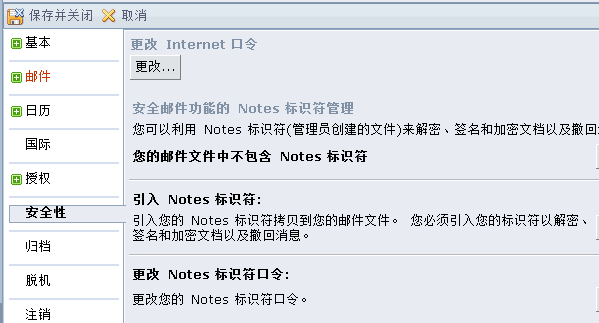 保存并关闭 取消
基本
邮件
日历
国际
授权
安全性
归档
脱机
注销
更改 Internet 口令
更改...
安全邮件功能的 Notes 标识符管理
您可以利用 Notes 标识符(管理员创建的文件)来解密、签名和加密文档以及撤回
您的邮件文件中不包含 Notes 标识符
引入 Notes 标识符:
引入您的 Notes 标识符拷贝到您的邮件文件。 您必须引入您的标识符以解密、
签名和加密文档以及撤回消息。
更改 Notes 标识符口令:
更改您的 Notes 标识符口令。